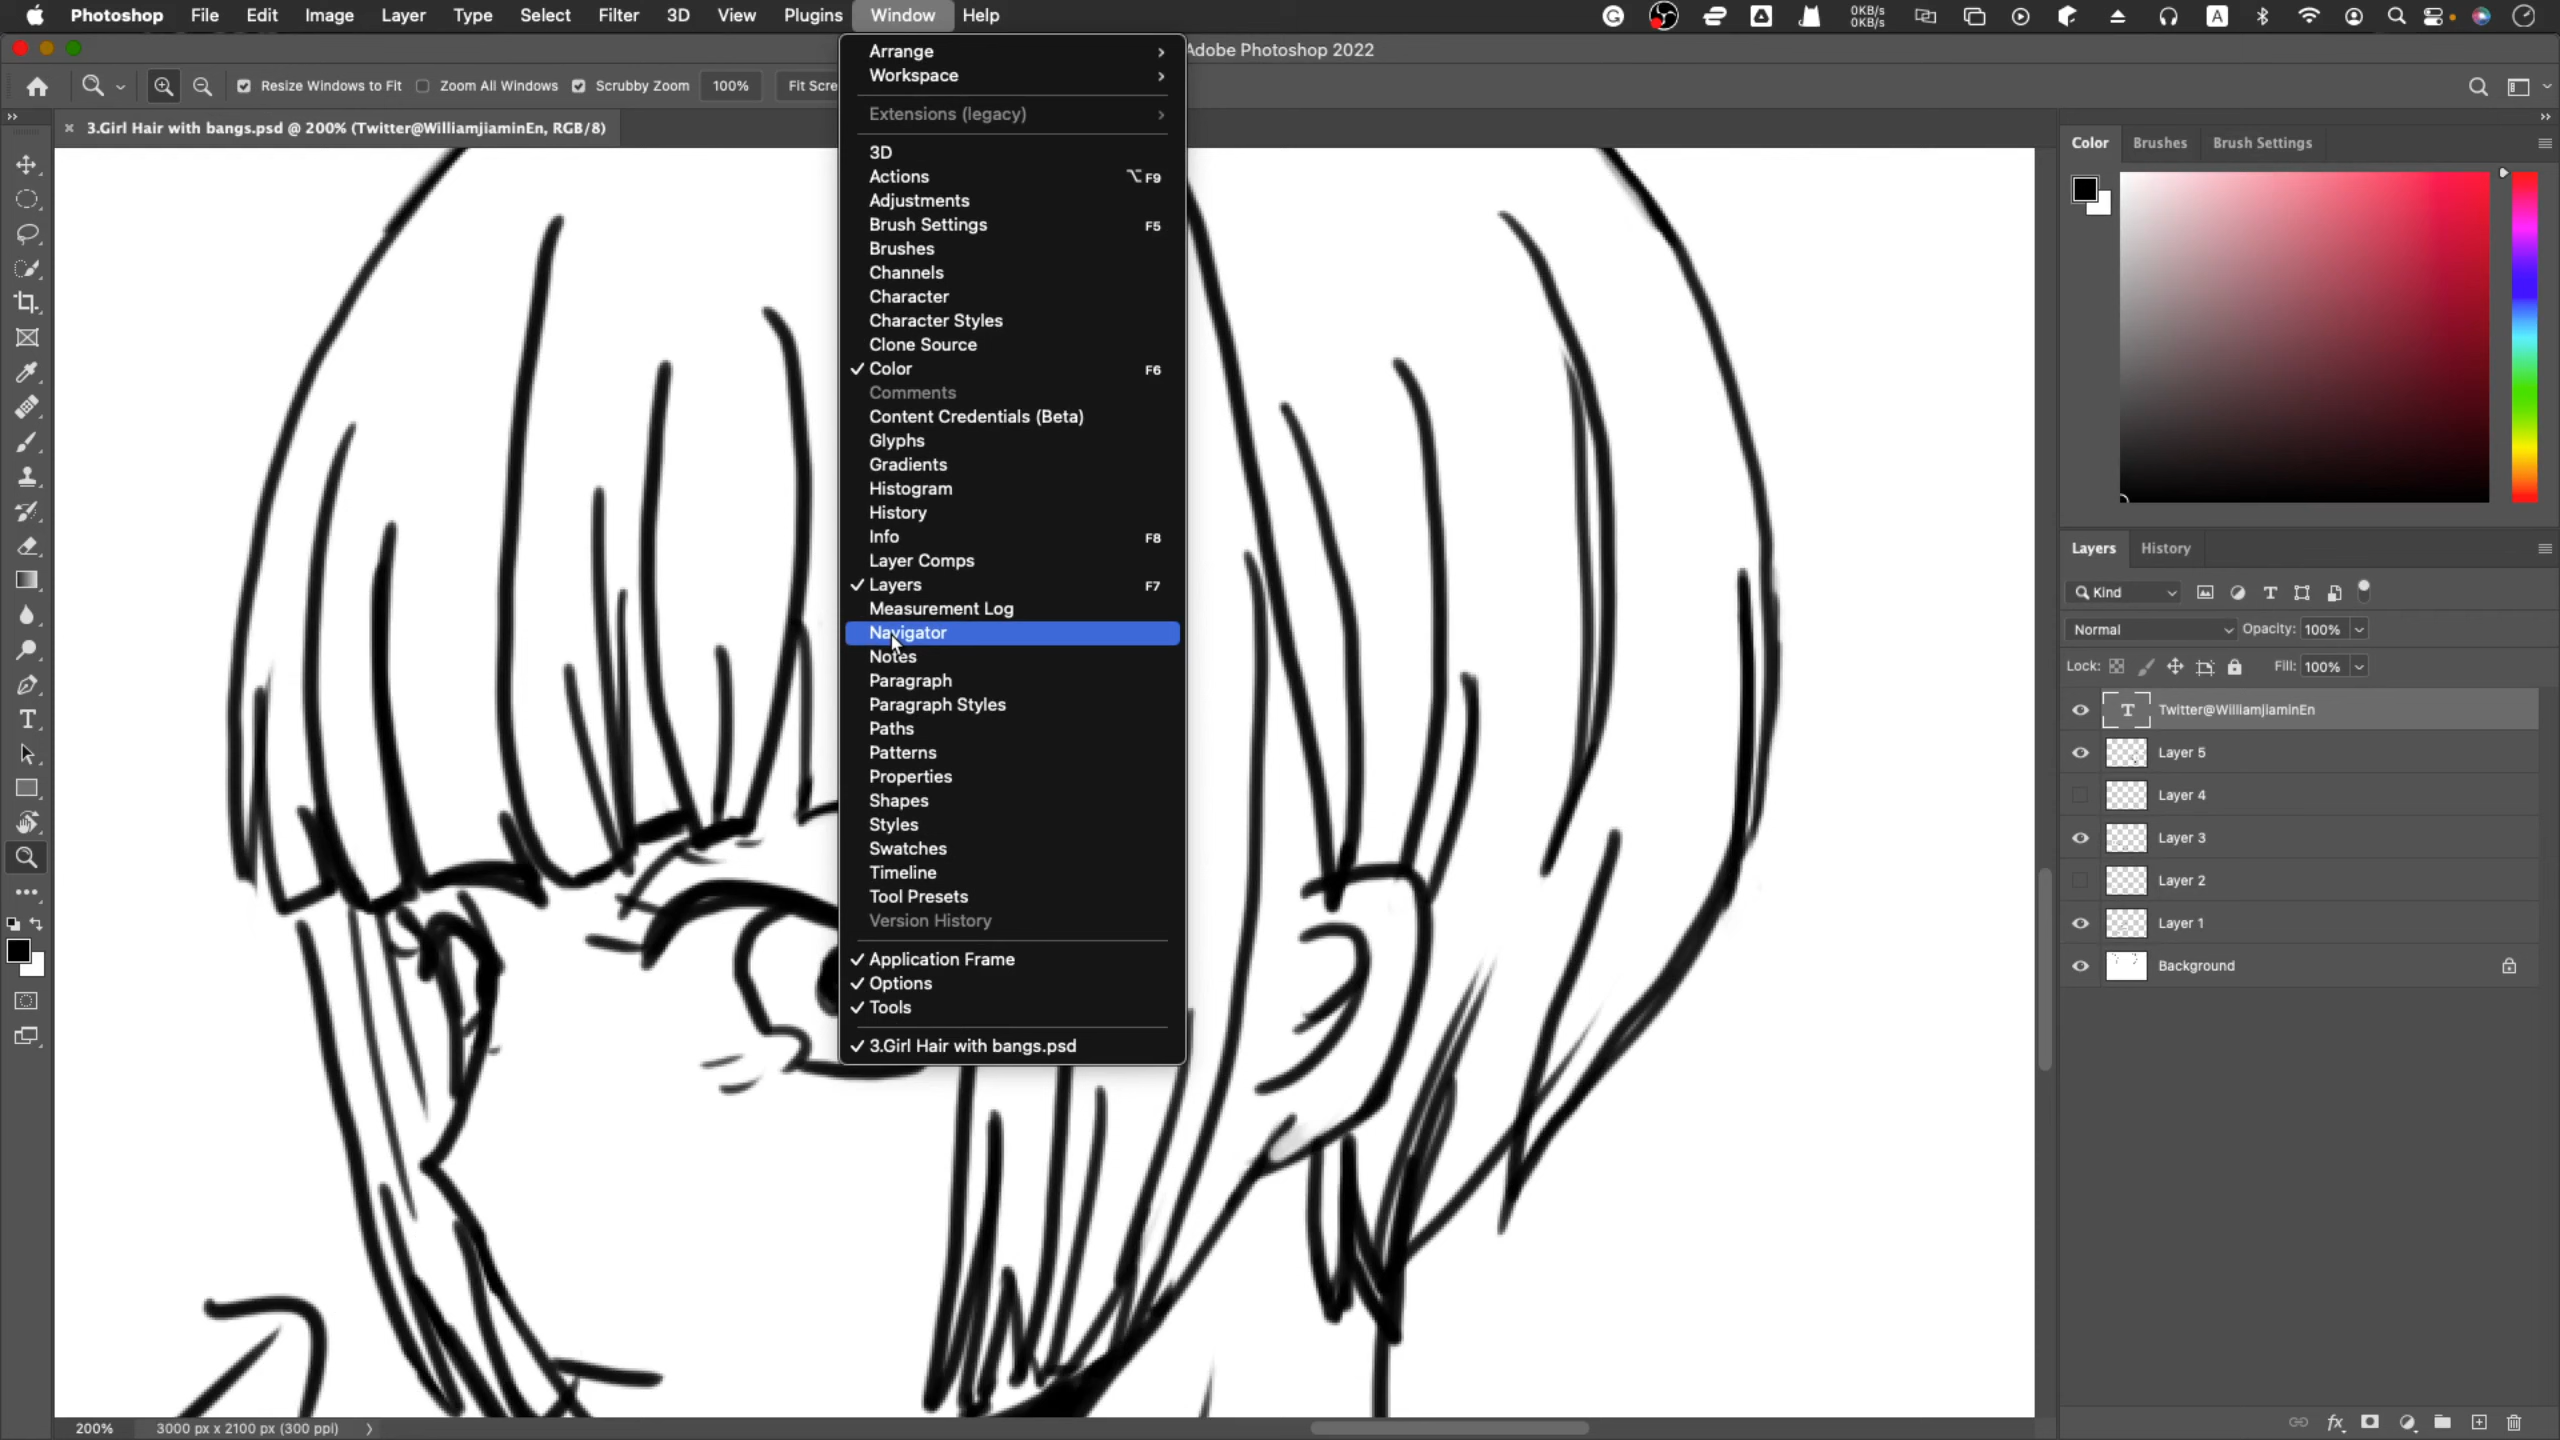 Photoshop File Edit Image Layer Type Select Filter 3D View Plugins Window Help 0KB/s 0KB/s A
Adobe Photoshop 2022
Resize Windows to Fit Zoom All Windows Scrubby Zoom 100% Fit Scre
3.Girl Hair with bangs.psd @ 200% (Twitter@WilliamjiaminEn, RGB/8)
Arrange
Workspace
Extensions (legacy)
3D
Actions ⌥F9
Adjustments
Brush Settings F5
Brushes
Channels
Character
Character Styles
Clone Source
✓ Color F6
Comments
Content Credentials (Beta)
Glyphs
Gradients
Histogram
History
Info F8
Layer Comps
✓ Layers F7
Measurement Log
Navigator
Notes
Paragraph
Paragraph Styles
Paths
Patterns
Properties
Shapes
Styles
Swatches
Timeline
Tool Presets
Version History
✓ Application Frame
✓ Options
✓ Tools
✓ 3.Girl Hair with bangs.psd
Color Brushes Brush Settings
Layers History
Kind
Normal Opacity: 100%
Lock: Fill: 100%
Twitter@WilliamjiaminEn
Layer 5
Layer 4
Layer 3
Layer 2
Layer 1
Background
200% 3000 px x 2100 px (300 ppi)